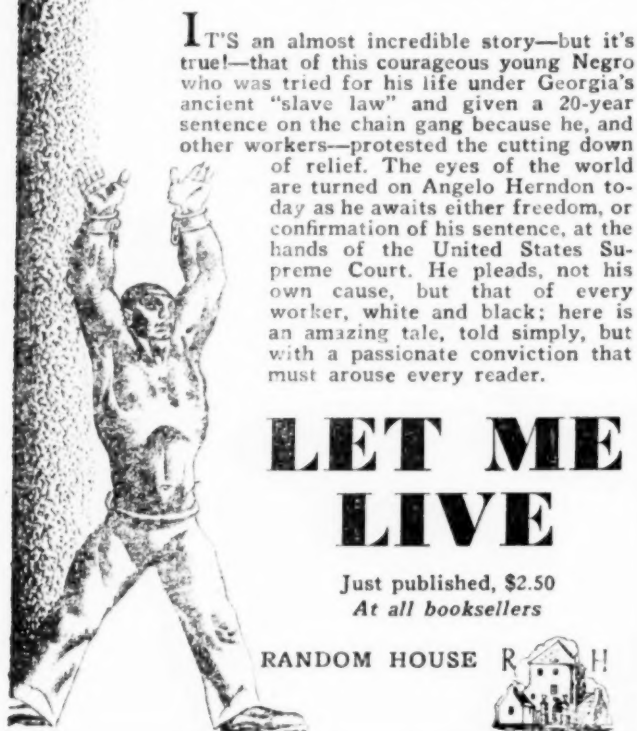 IT'S an almost incredible story—but it's
true!—that of this courageous young Negro
who was tried for his life under Georgia's
ancient "slave law" and given a 20-year
sentence on the chain gang because he, and
other workers—protested the cutting down
of relief. The eyes of the world
are turned on Angelo Herndon to-
day as he awaits either freedom, or
confirmation of his sentence, at the
hands of the United States Su-
preme Court. He pleads, not his
own cause, but that of every
worker, white and black; here is
an amazing tale, told simply, but
with a passionate conviction that
must arouse every reader.
LET ME
LIVE
Just published, $2.50
At all booksellers
RANDOM HOUSE R H